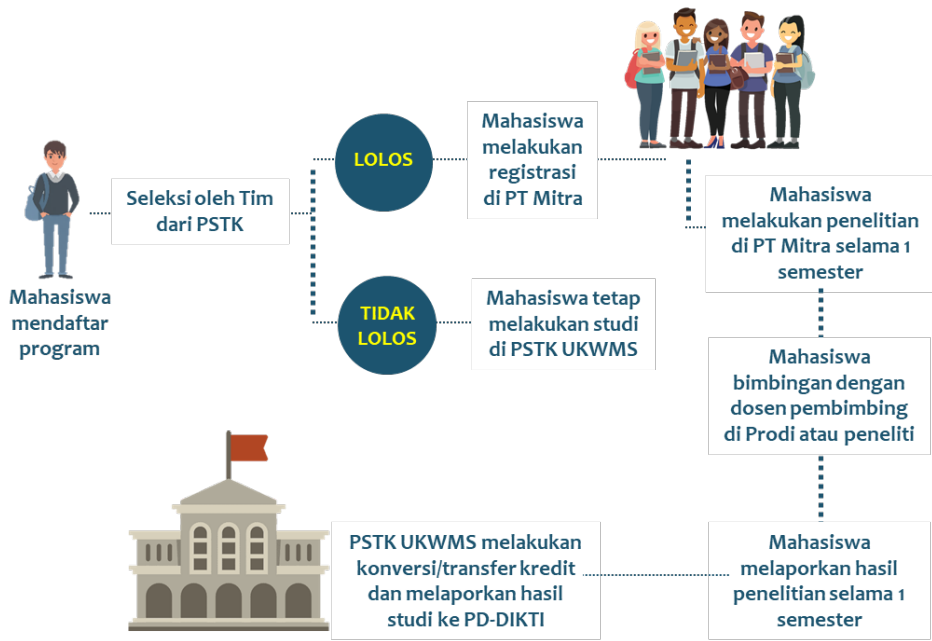 Mahasiswa
mendaftar
program
Seleksi oleh Tim
dari PSTK
LOLOS
Mahasiswa
melakukan
registrasi
di PT Mitra
TIDAK
LOLOS
Mahasiswa tetap
melakukan studi
di PSTK UKWMS
Mahasiswa
melakukan penelitian
di PT Mitra selama 1
semester
Mahasiswa
bimbingan dengan
dosen pembimbing
di Prodi atau peneliti
Mahasiswa
melaporkan hasil
penelitian selama 1
semester
PSTK UKWMS melakukan
konversi/transfer kredit
dan melaporkan hasil
studi ke PD-DIKTI